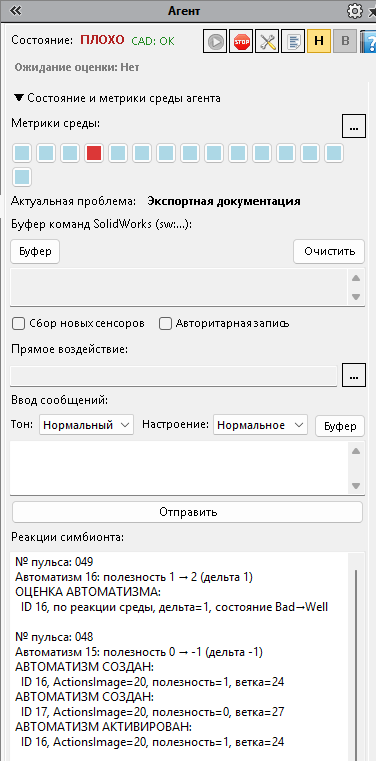 Агент
Состояние: ПЛОХО CAD: OK
STOP
Н В ?
Ожидание оценки: Нет
▼ Состояние и метрики среды агента
Метрики среды: ...
Актуальная проблема: Экспортная документация
Буфер команд SolidWorks (sw:...):
Буфер Очистить
Сбор новых сенсоров Авторитарная запись
Прямое воздействие:
...
Ввод сообщений:
Тон: Нормальный Настроение: Нормальное Буфер
Отправить
Реакции симбионта:
№ пульса: 049
Автоматизм 16: полезность 1 → 2 (дельта 1)
ОЦЕНКА АВТОМАТИЗМА:
ID 16, по реакции среды, дельта=1, состояние Bad→Well
№ пульса: 048
Автоматизм 15: полезность 0 → -1 (дельта -1)
АВТОМАТИЗМ СОЗДАН:
ID 16, ActionsImage=20, полезность=1, ветка=24
АВТОМАТИЗМ СОЗДАН:
ID 17, ActionsImage=20, полезность=0, ветка=27
АВТОМАТИЗМ АКТИВИРОВАН:
ID 16, ActionsImage=20, полезность=1, ветка=24